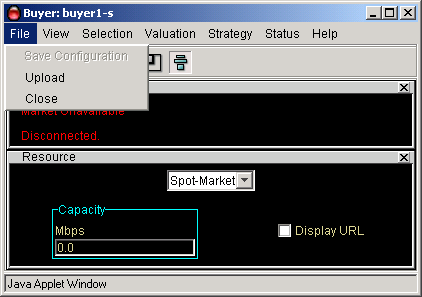 Buyer: buyer1-s
File View Selection Valuation Strategy Status Help
Save Configuration
Upload
Close
Market Unavailable
Disconnected.
Resource
Spot-Market
Capacity
Mbps
0.0
Display URL
Java Applet Window